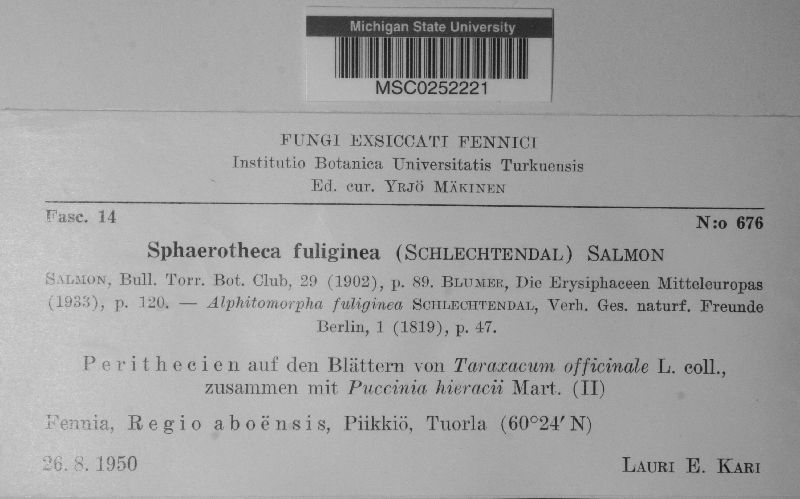 Michigan State University
MSC0252221
FUNGI EXSICCATI FENNICI
Institutio Botanica Universitatis Turkuensis
Ed. cur. YRJÖ MÄKINEN
Fasc. 14 N:o 676
Sphaerotheca fuliginea (SCHLECHTENDAL) SALMON
SALMON, Bull. Torr. Bot. Club, 29 (1902), p. 89. BLUMER, Die Erysiphaceen Mitteleuropas
(1933), p. 120. — Alphitomorpha fuliginea SCHLECHTENDAL, Verh. Ges. naturf. Freunde
Berlin, 1 (1819), p. 47.
Perithecien auf den Blättern von Taraxacum officinale L. coll.,
zusammen mit Puccinia hieracii Mart. (II)
Fennia, Regio aboënsis, Piikkiö, Tuorla (60°24' N)
26. 8. 1950 LAURI E. KARI